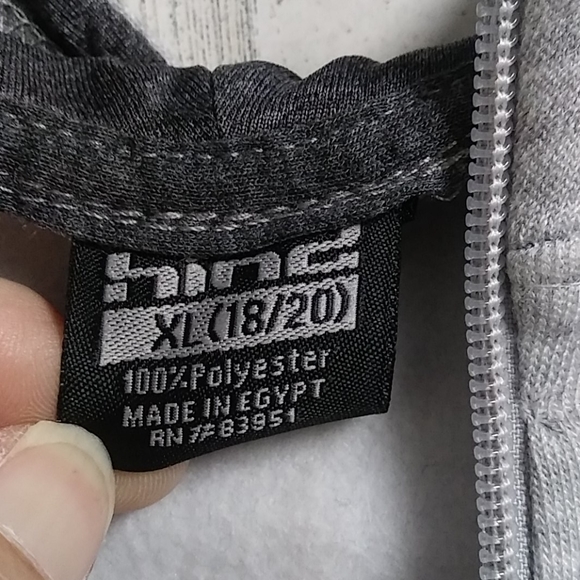 hind
XL(18/20)
100%Polyester
MADE IN EGYPT
RN#83951